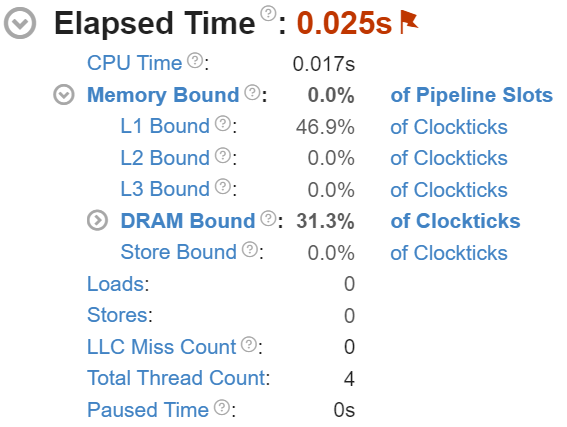 Elapsed Time ?: 0.025s
CPU Time ?: 0.017s
Memory Bound ?: 0.0% of Pipeline Slots
L1 Bound ?: 46.9% of Clockticks
L2 Bound ?: 0.0% of Clockticks
L3 Bound ?: 0.0% of Clockticks
DRAM Bound ?: 31.3% of Clockticks
Store Bound ?: 0.0% of Clockticks
Loads: 0
Stores: 0
LLC Miss Count ?: 0
Total Thread Count: 4
Paused Time ?: 0s